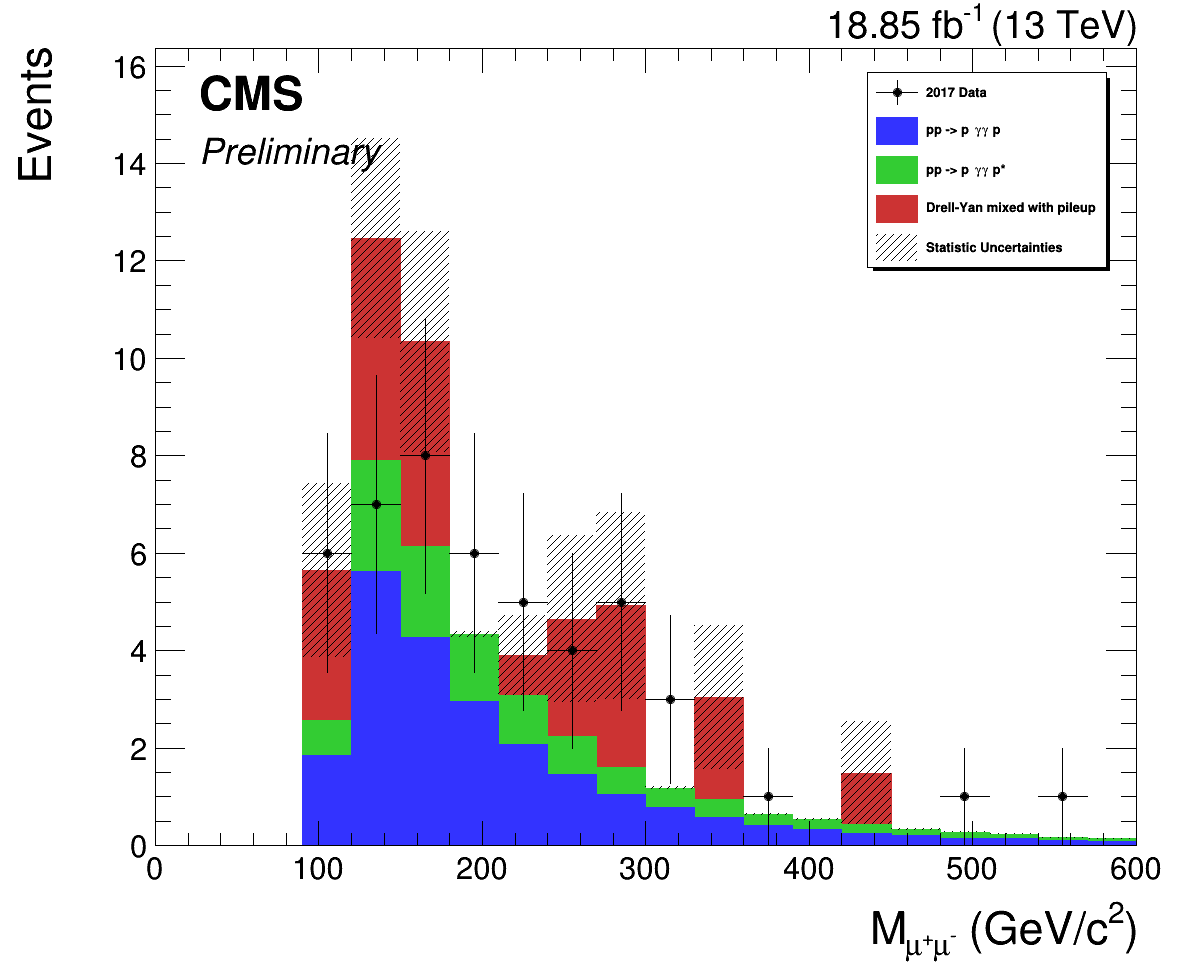 18.85 fb⁻¹ (13 TeV)
Events
CMS
Preliminary
2017 Data
pp -> p γγ p
pp -> p γγ p*
Drell-Yan mixed with pileup
Statistic Uncertainties
16
14
12
10
8
6
4
2
0
0 100 200 300 400 500 600
M_μ⁺μ⁻ (GeV/c²)